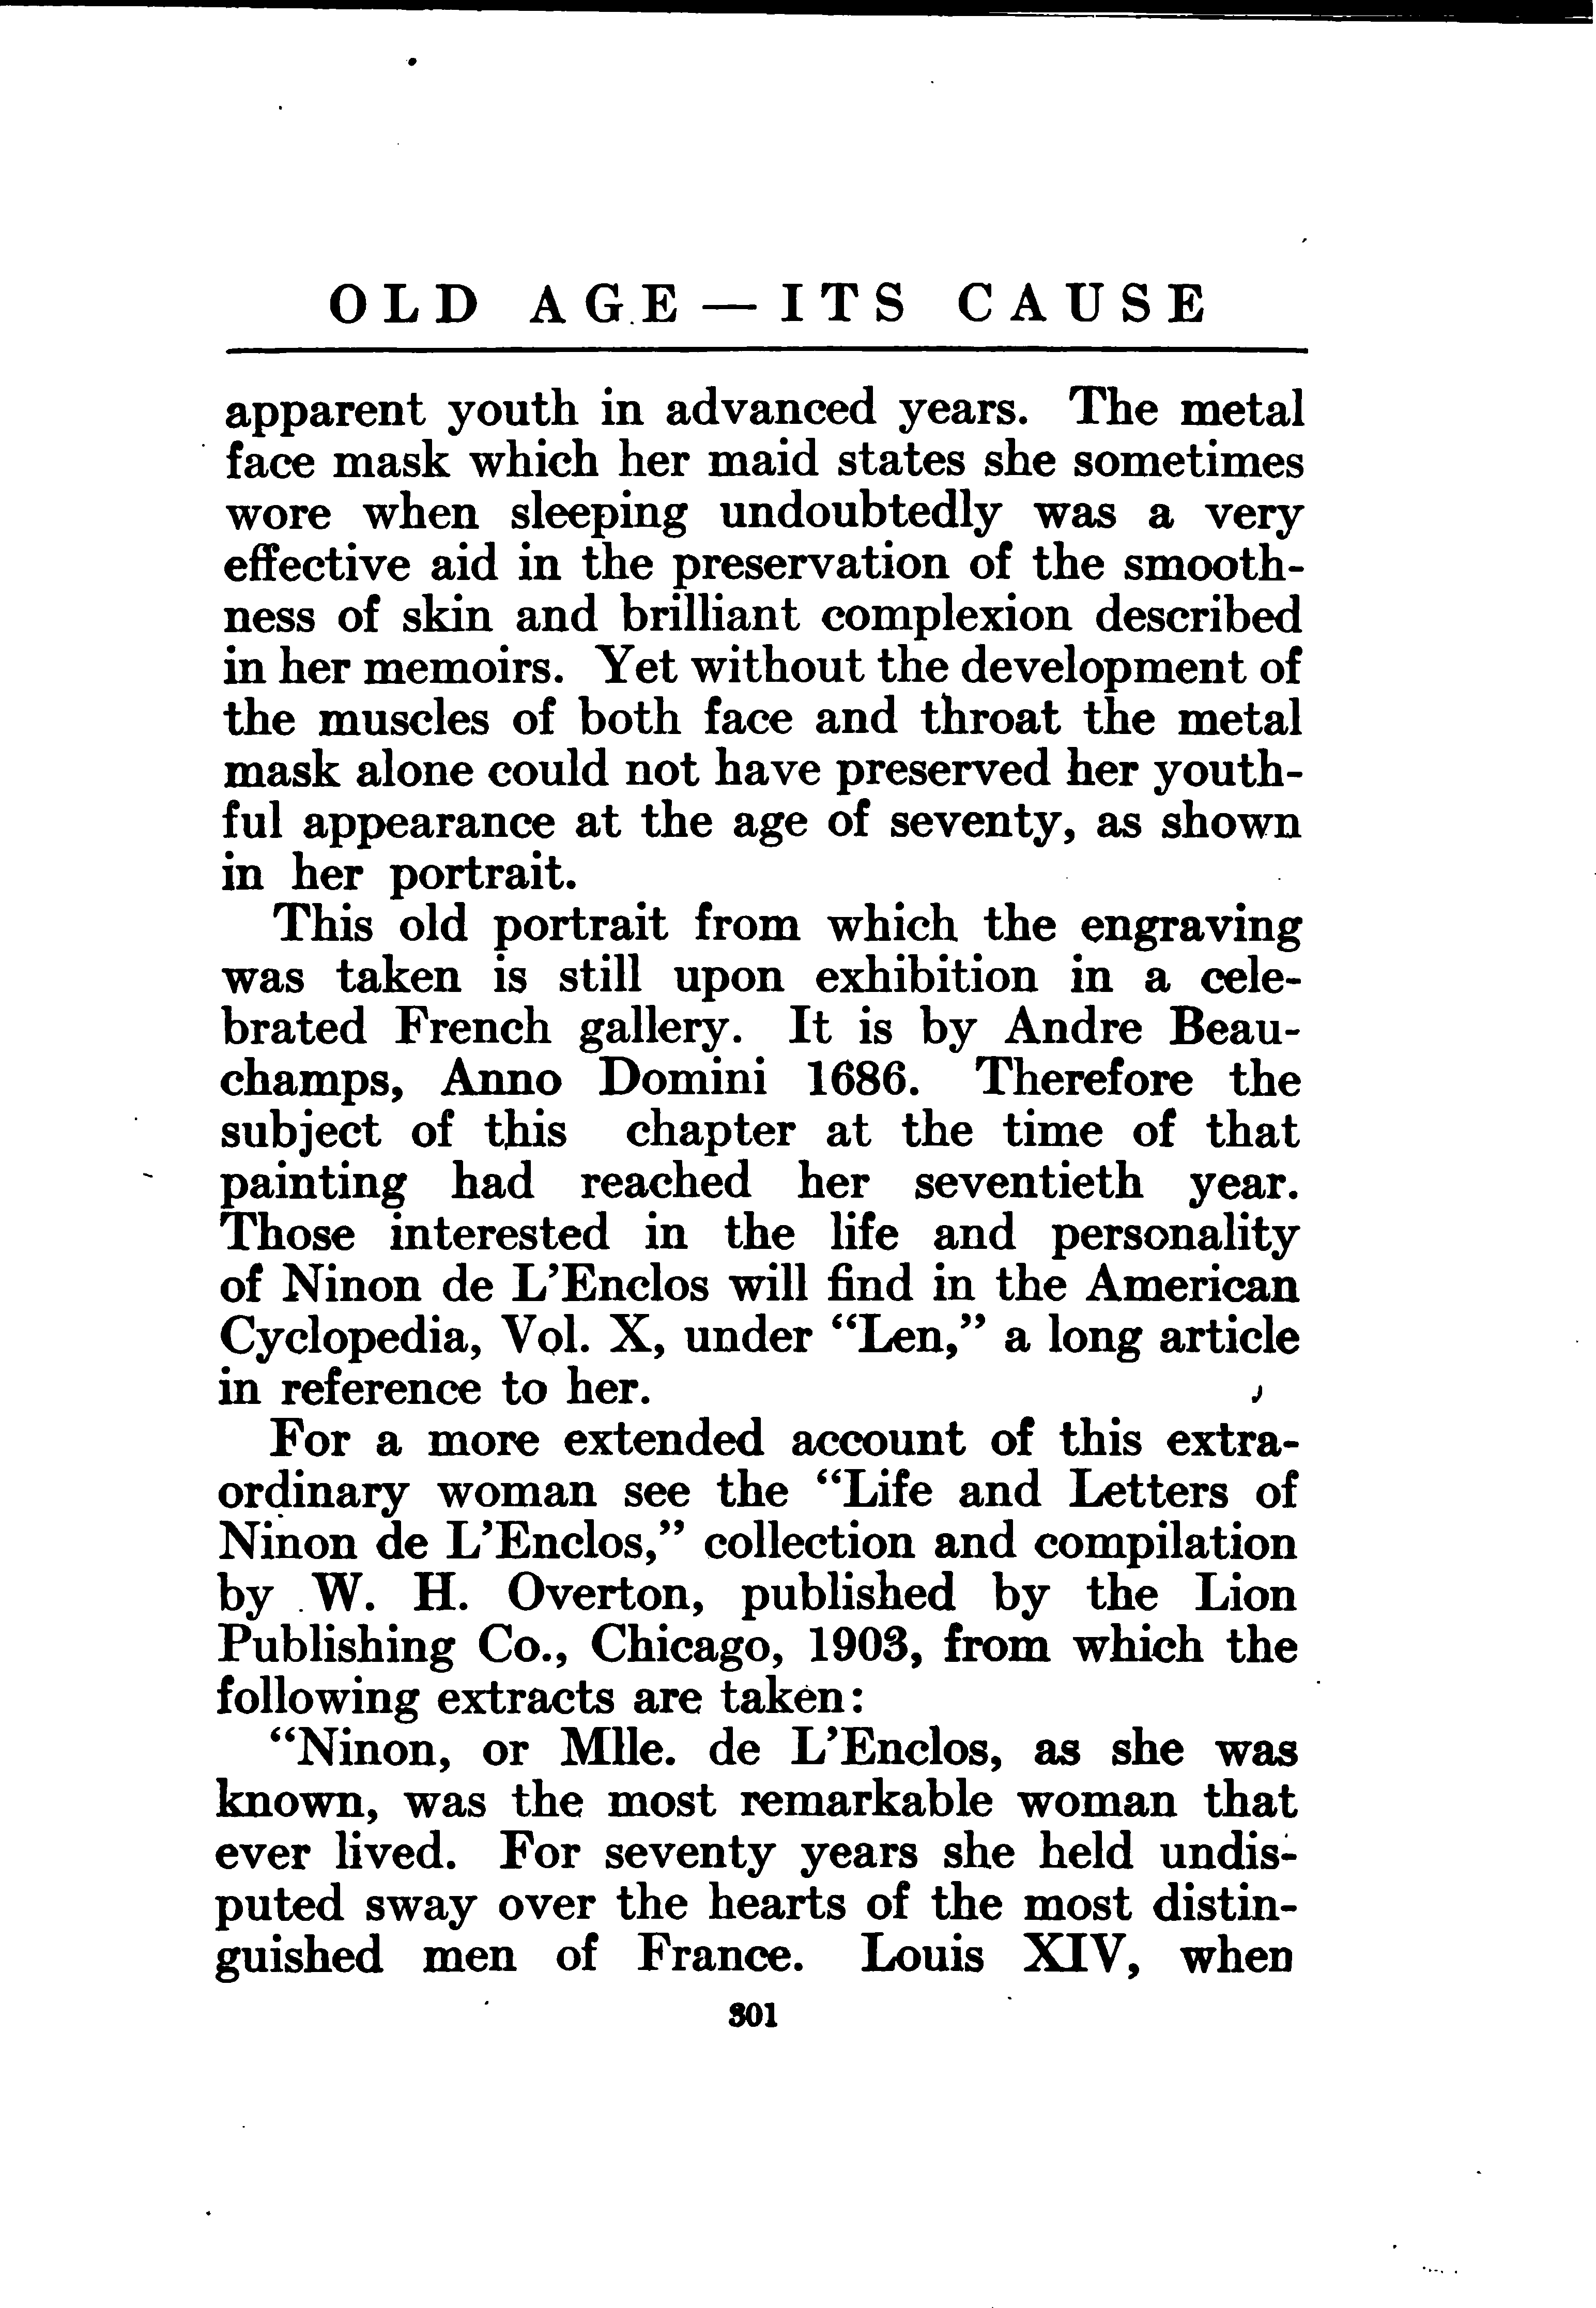 OLD AGE — ITS CAUSE
apparent youth in advanced years. The metal
face mask which her maid states she sometimes
wore when sleeping undoubtedly was a very
effective aid in the preservation of the smooth-
ness of skin and brilliant complexion described
in her memoirs. Yet without the development of
the muscles of both face and throat the metal
mask alone could not have preserved her youth-
ful appearance at the age of seventy, as shown
in her portrait.
This old portrait from which the engraving
was taken is still upon exhibition in a cele-
brated French gallery. It is by Andre Beau-
champs, Anno Domini 1686. Therefore the
subject of this chapter at the time of that
painting had reached her seventieth year.
Those interested in the life and personality
of Ninon de L'Enclos will find in the American
Cyclopedia, Vol. X, under “Len,” a long article
in reference to her.
For a more extended account of this extra-
ordinary woman see the “Life and Letters of
Ninon de L'Enclos,” collection and compilation
by W. H. Overton, published by the Lion
Publishing Co., Chicago, 1903, from which the
following extracts are taken:
“Ninon, or Mlle. de L'Enclos, as she was
known, was the most remarkable woman that
ever lived. For seventy years she held undis-
puted sway over the hearts of the most distin-
guished men of France. Louis XIV, when
301